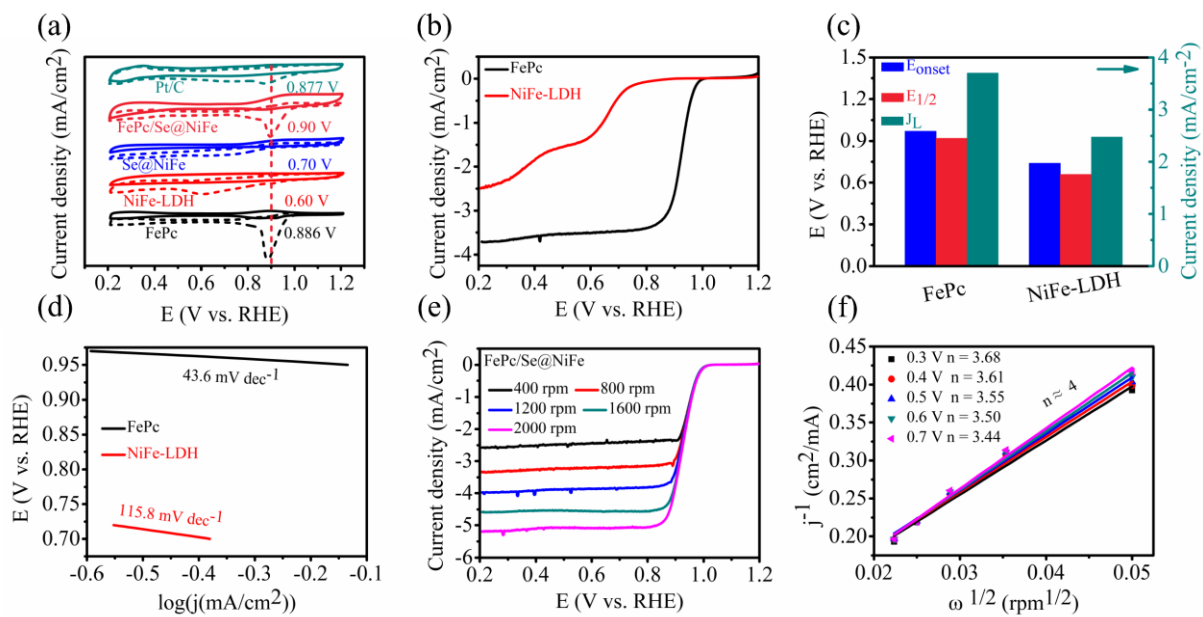 (a)
Current density (mA/cm²)
Pt/C
0.877 V
FePc/Se@NiFe
0.90 V
Se@NiFe
0.70 V
NiFe-LDH
0.60 V
FePc
0.886 V
0.2 0.4 0.6 0.8 1.0 1.2
E (V vs. RHE)
(b)
Current density (mA/cm²)
1
0
-1
-2
-3
-4
FePc
NiFe-LDH
0.2 0.4 0.6 0.8 1.0 1.2
E (V vs. RHE)
(c)
E (V vs. RHE)
1.5
1.2
0.9
0.6
0.3
0.0
E_onset
E_1/2
J_L
4
3
2
1
0
Current density (mA/cm⁻²)
FePc NiFe-LDH
(d)
E (V vs. RHE)
0.95
0.90
0.85
0.80
0.75
0.70
43.6 mV dec⁻¹
FePc
NiFe-LDH
115.8 mV dec⁻¹
-0.6 -0.5 -0.4 -0.3 -0.2 -0.1
log(j(mA/cm²))
(e)
Current density (mA/cm²)
1
0
-1
-2
-3
-4
-5
-6
FePc/Se@NiFe
400 rpm 800 rpm
1200 rpm 1600 rpm
2000 rpm
0.2 0.4 0.6 0.8 1.0 1.2
E (V vs. RHE)
(f)
j⁻¹ (cm²/mA)
0.45
0.40
0.35
0.30
0.25
0.20
0.3 V n = 3.68
0.4 V n = 3.61
0.5 V n = 3.55
0.6 V n = 3.50
0.7 V n = 3.44
n ≈ 4
0.02 0.03 0.04 0.05
ω ¹/² (rpm¹/²)